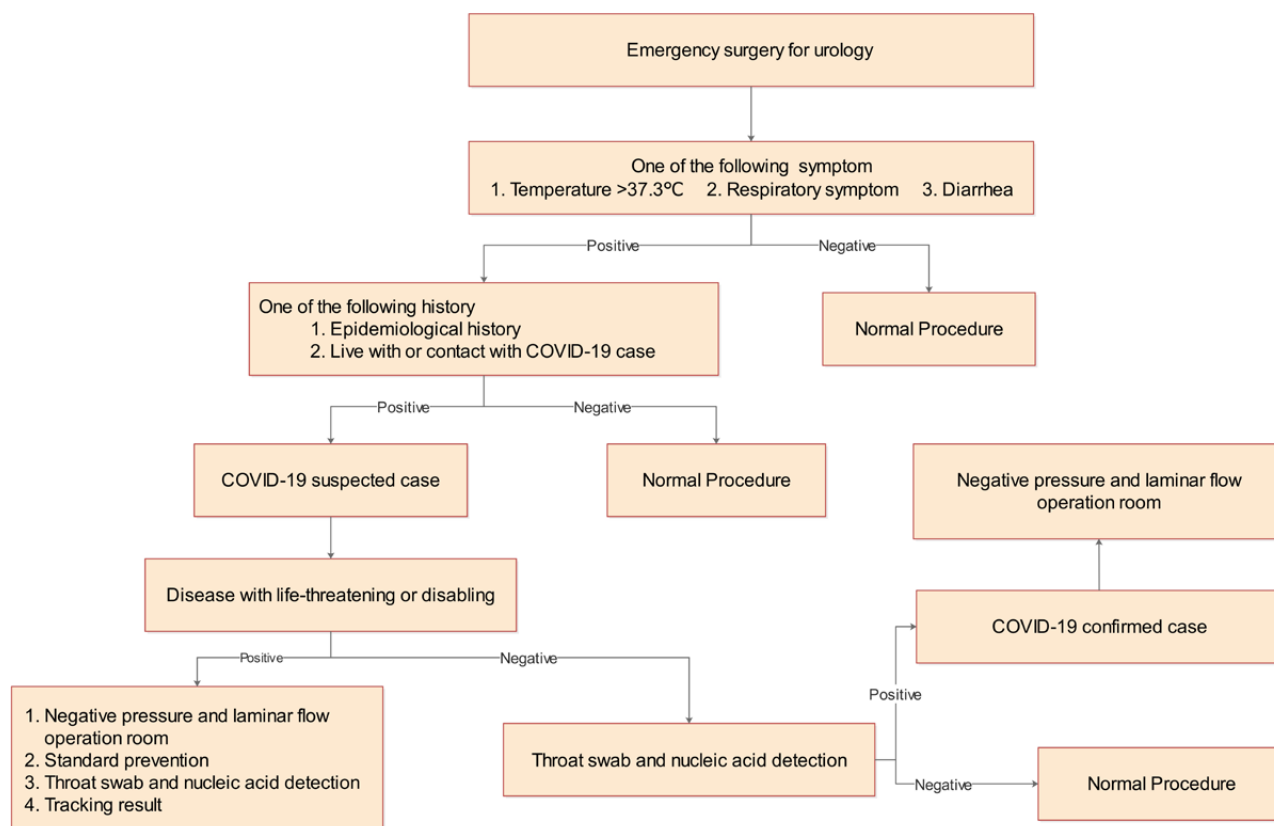 Emergency surgery for urology
One of the following symptom
1. Temperature >37.3℃ 2. Respiratory symptom 3. Diarrhea
Positive
Negative
One of the following history
1. Epidemiological history
2. Live with or contact with COVID-19 case
Normal Procedure
Positive
Negative
COVID-19 suspected case
Normal Procedure
Negative pressure and laminar flow
operation room
Disease with life-threatening or disabling
COVID-19 confirmed case
Positive
Negative
Positive
1. Negative pressure and laminar flow
operation room
2. Standard prevention
3. Throat swab and nucleic acid detection
4. Tracking result
Throat swab and nucleic acid detection
Negative
Normal Procedure